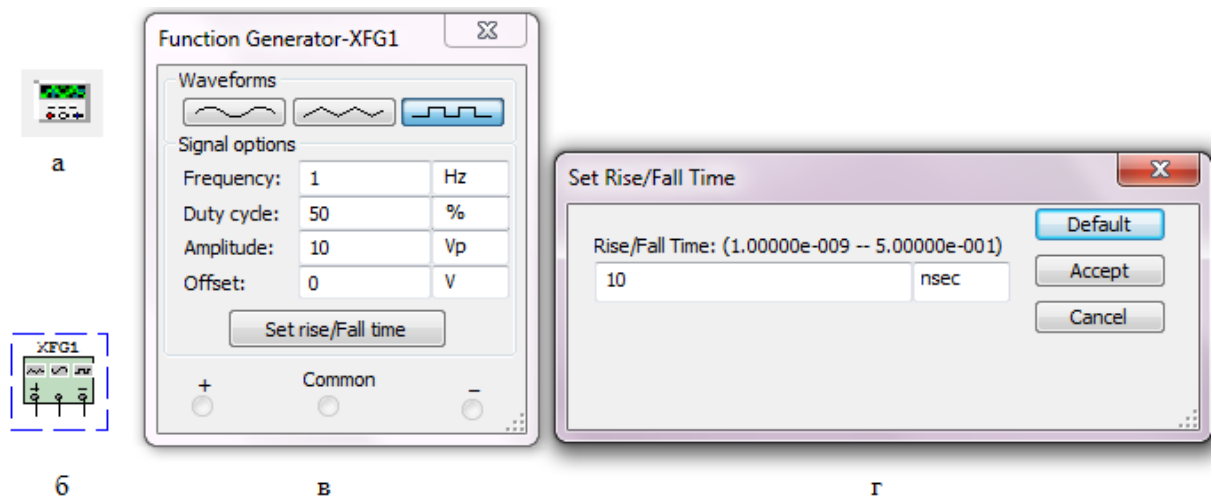 а
XFG1
б
Function Generator-XFG1
Waveforms
Signal options
Frequency: 1 Hz
Duty cycle: 50 %
Amplitude: 10 Vp
Offset: 0 V
Set rise/Fall time
+ Common −
в
Set Rise/Fall Time
Rise/Fall Time: (1.00000e-009 -- 5.00000e-001)
10 nsec
Default
Accept
Cancel
г